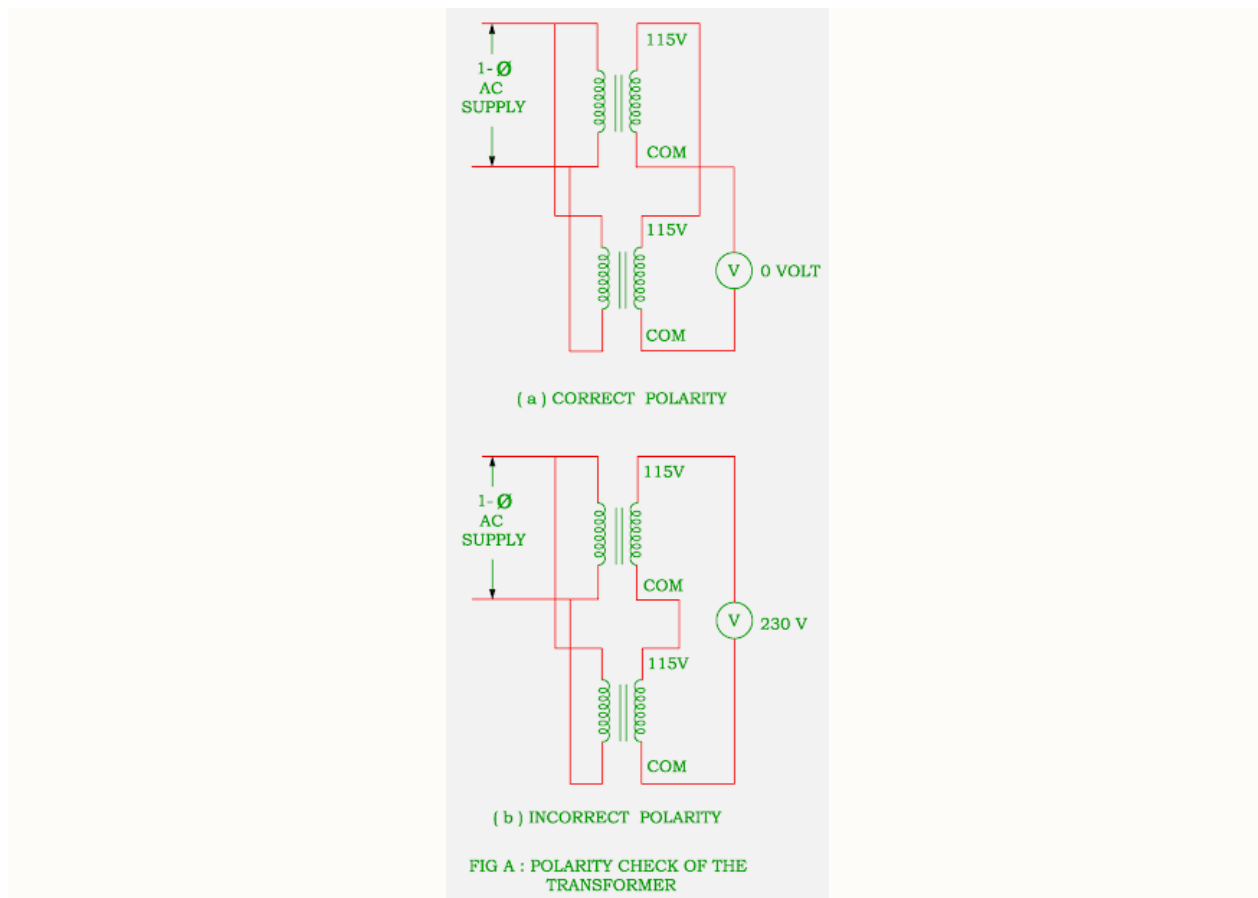 115V
1-Ø
AC
SUPPLY
COM
115V
V
0 VOLT
COM
( a ) CORRECT POLARITY
115V
1-Ø
AC
SUPPLY
COM
V
230 V
115V
COM
( b ) INCORRECT POLARITY
FIG A : POLARITY CHECK OF THE
TRANSFORMER